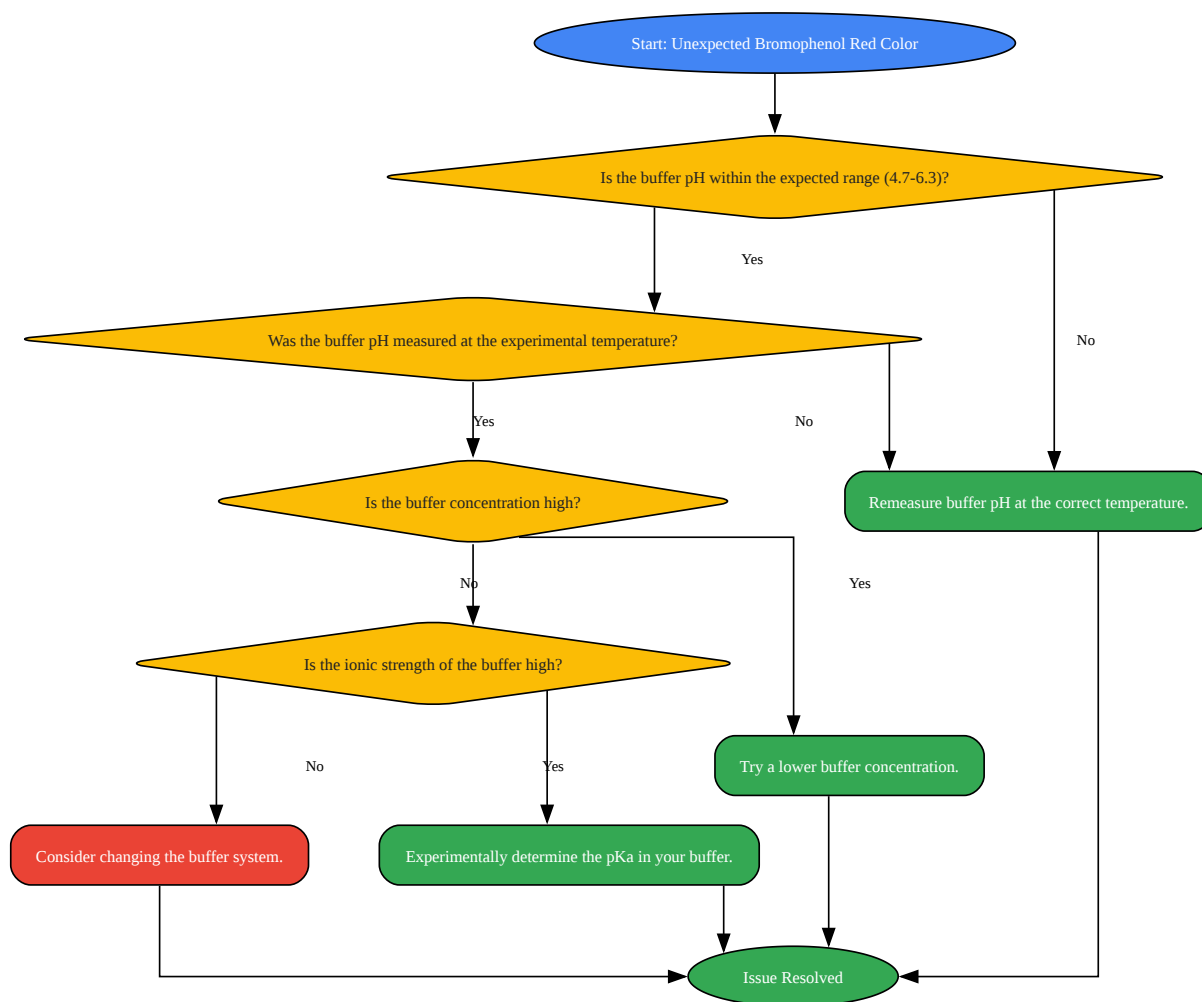 Start: Unexpected Bromophenol Red Color
Is the buffer pH within the expected range (4.7-6.3)?
Yes
Was the buffer pH measured at the experimental temperature?
No
Yes
No
Is the buffer concentration high?
Remeasure buffer pH at the correct temperature.
No
Yes
Is the ionic strength of the buffer high?
No
Yes
Try a lower buffer concentration.
Consider changing the buffer system.
Experimentally determine the pKa in your buffer.
Issue Resolved